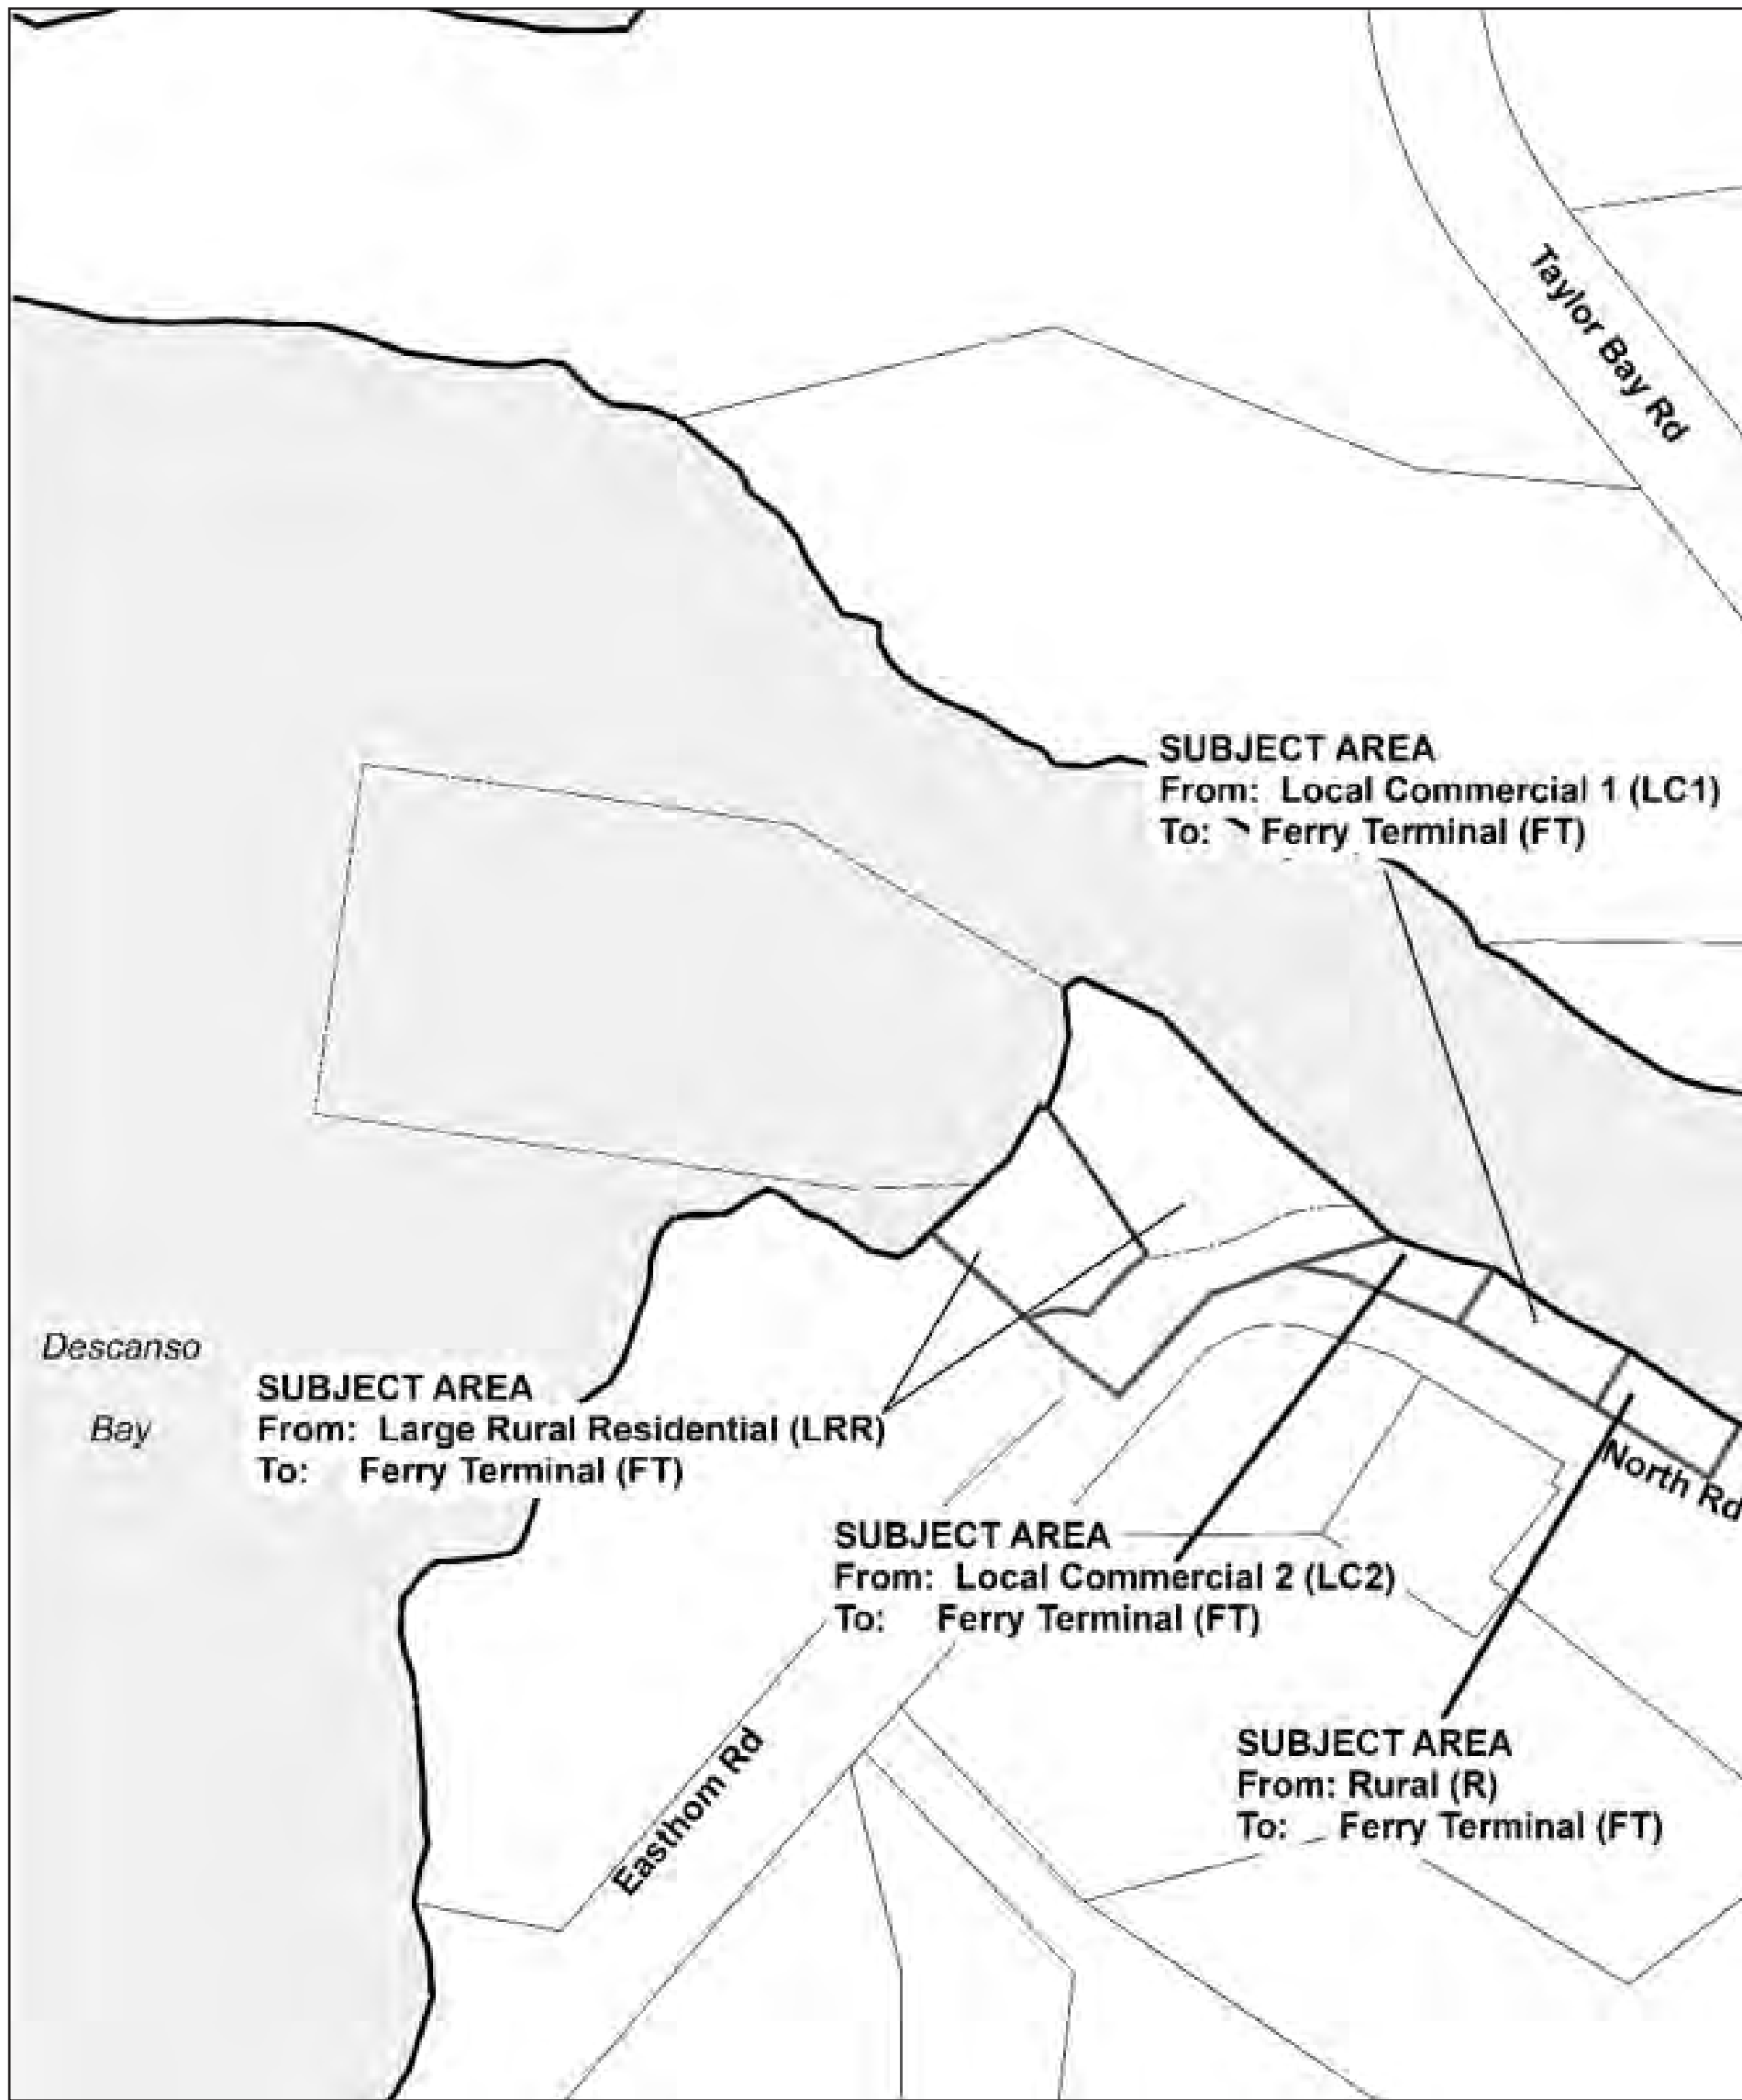 Taylor Bay Rd
SUBJECT AREA
From: Local Commercial 1 (LC1)
To: Ferry Terminal (FT)
Descanso
Bay
SUBJECT AREA
From: Large Rural Residential (LRR)
To: Ferry Terminal (FT)
North Rd
SUBJECT AREA
From: Local Commercial 2 (LC2)
To: Ferry Terminal (FT)
Easthom Rd
SUBJECT AREA
From: Rural (R)
To: Ferry Terminal (FT)